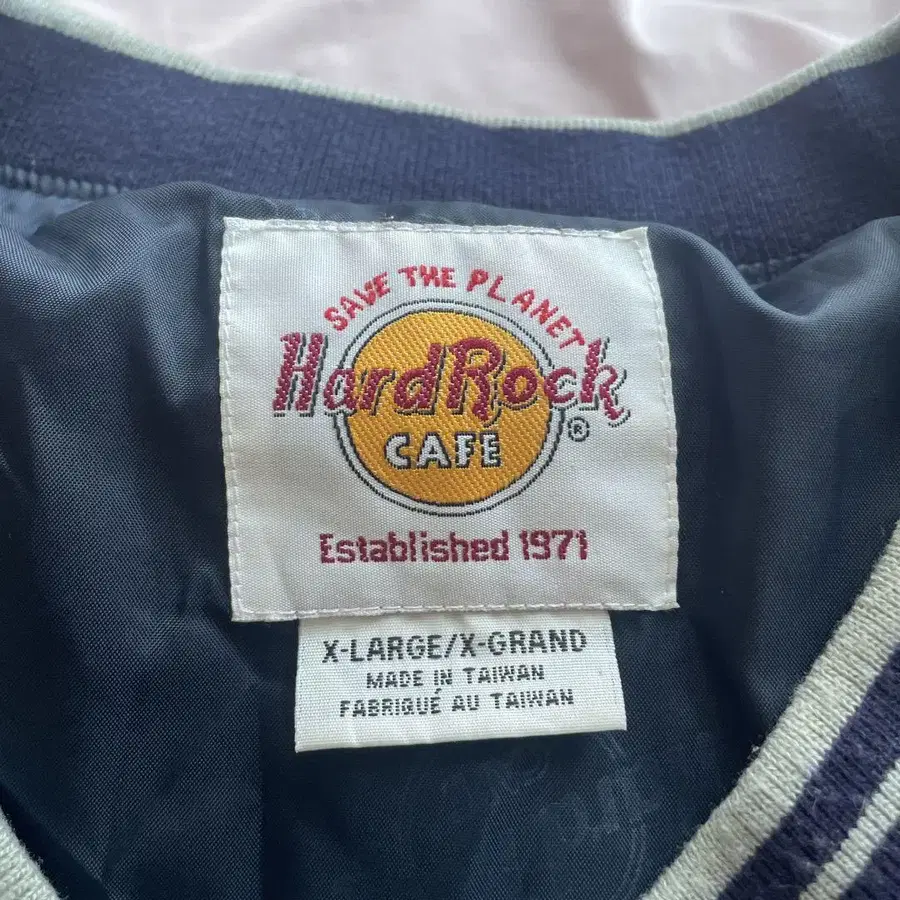 SAVE THE PLANET
HardRock
CAFE
®
Established 1971
X-LARGE/X-GRAND
MADE IN TAIWAN
FABRIQUÉ AU TAIWAN